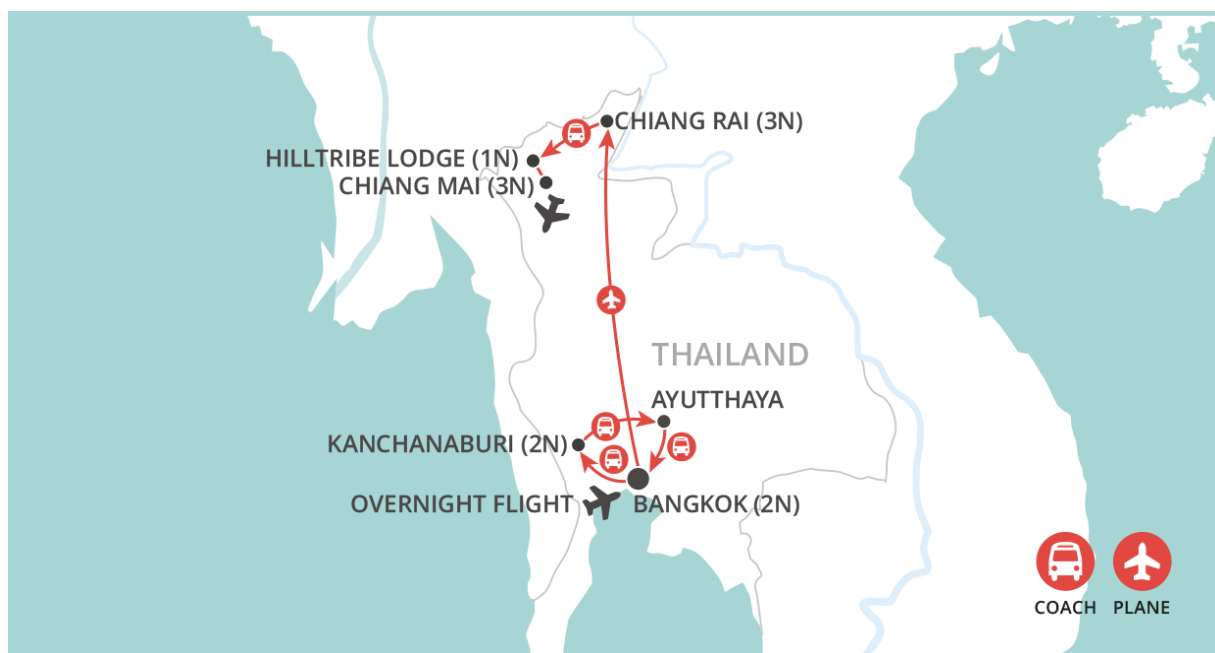 CHIANG RAI (3N)
HILLTRIBE LODGE (1N)
CHIANG MAI (3N)
THAILAND
AYUTTHAYA
KANCHANABURI (2N)
OVERNIGHT FLIGHT
BANGKOK (2N)
COACH
PLANE